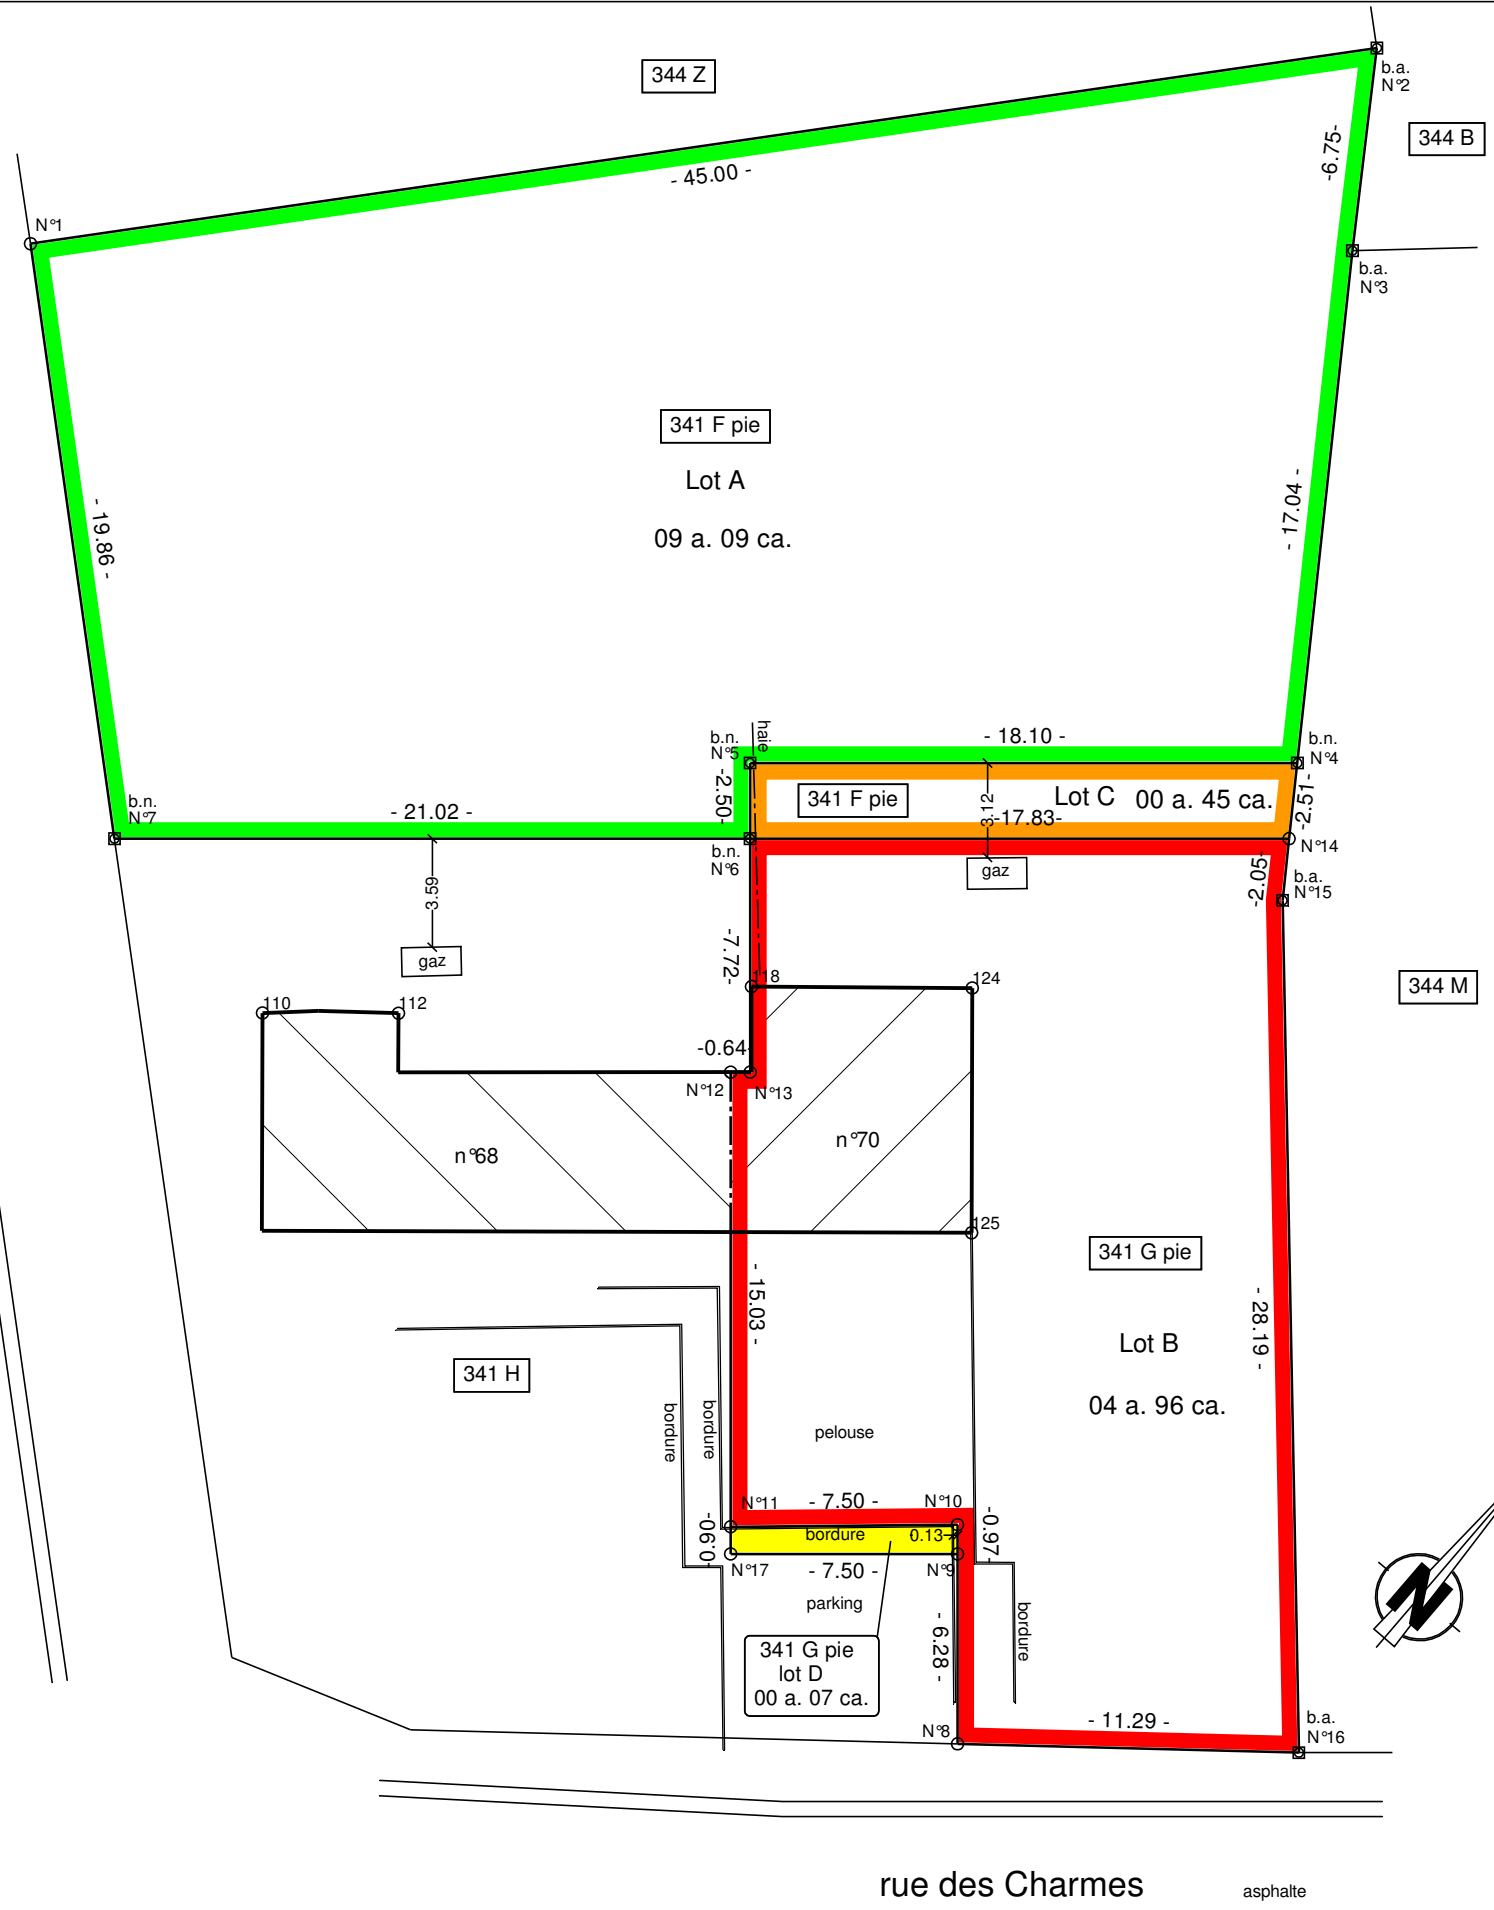 344 Z
b.a.
N°2
344 B
-6.75-
- 45.00 -
N°1
b.a.
N°3
341 F pie
Lot A
09 a. 09 ca.
- 19.86 -
- 17.04 -
haie
b.n.
N°5
- 18.10 -
b.n.
N°4
-2.50-
341 F pie
Lot C
00 a. 45 ca.
3.12
-17.83-
-2.51-
b.n.
N°7
- 21.02 -
b.n.
N°6
N°14
gaz
-2.05-
b.a.
N°15
3.59
gaz
-7.72-
118
124
344 M
110
112
-0.64-
N°12
N°13
n°68
n°70
125
341 G pie
- 15.03 -
- 28.19 -
Lot B
341 H
04 a. 96 ca.
bordure
bordure
pelouse
N°11
- 7.50 -
N°10
-0.90-
bordure
0.13
-0.97-
N°17
- 7.50 -
N°9
parking
bordure
- 6.28 -
341 G pie
lot D
00 a. 07 ca.
N
N°8
- 11.29 -
b.a.
N°16
rue des Charmes
asphalte